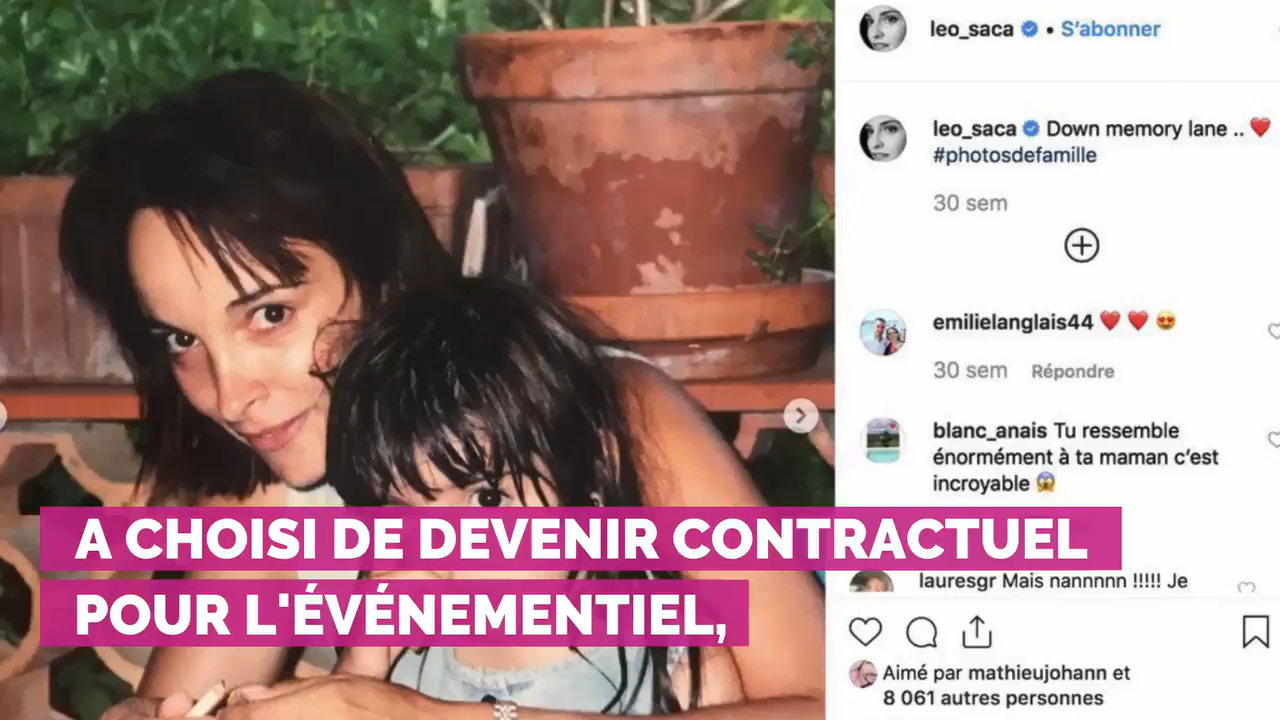 leo_saca • S'abonner
leo_saca Down memory lane .. ❤️
#photosdefamille
30 sem
emilielanglais44 ❤️ ❤️ 😍
30 sem Répondre
blanc_anais Tu ressemble
énormément à ta maman c'est
incroyable 😱
A CHOISI DE DEVENIR CONTRACTUEL
POUR L'ÉVÉNEMENTIEL,
lauresgr Mais nannnnn !!!!! Je
Aimé par mathieujohann et
8 061 autres personnes